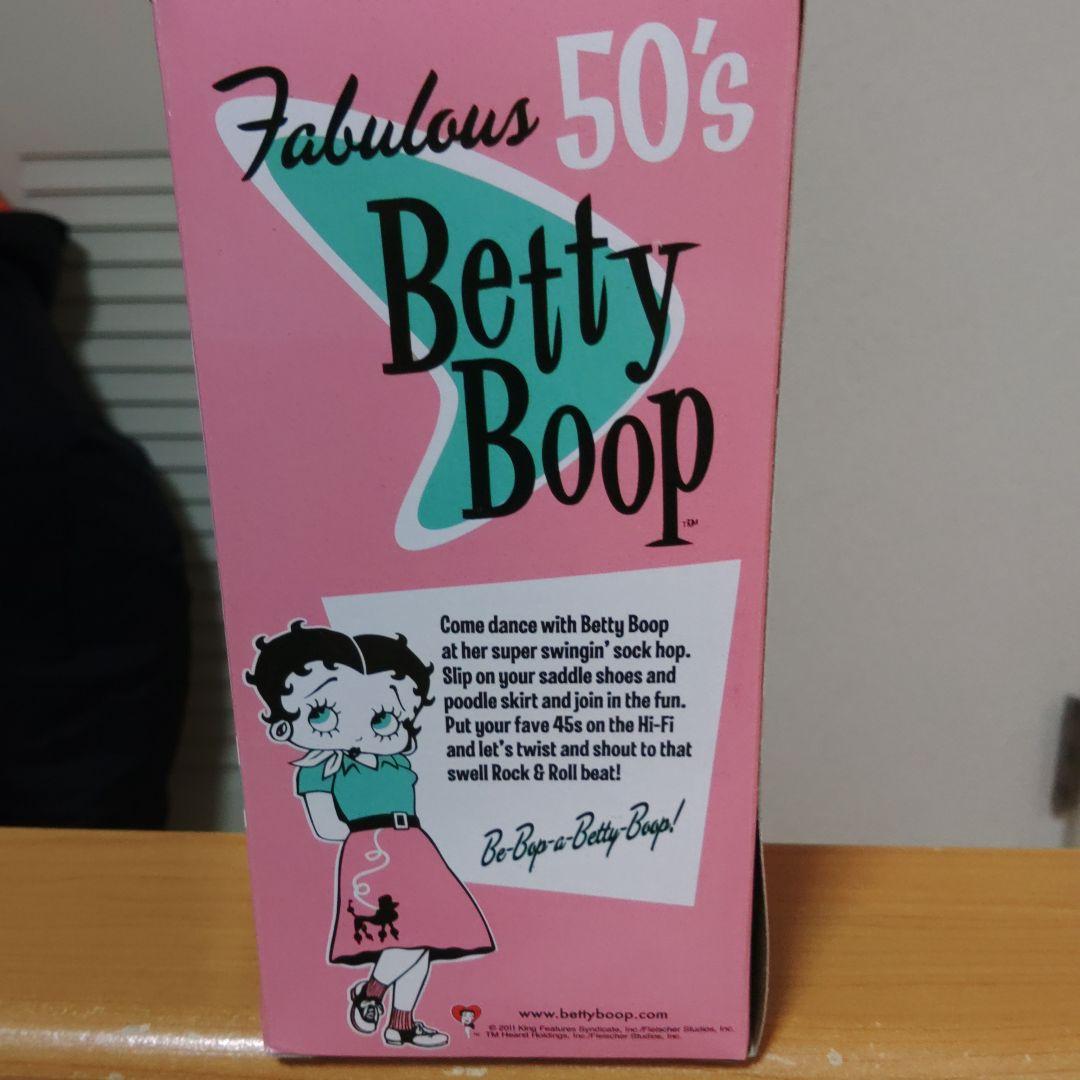 Fabulous 50's
Betty
Boop
TM
Come dance with Betty Boop
at her super swingin' sock hop.
Slip on your saddle shoes and
poodle skirt and join in the fun.
Put your fave 45s on the Hi-Fi
and let's twist and shout to that
swell Rock & Roll beat!
Be-Bop-a-Betty-Boop!
www.bettyboop.com
© 2011 King Features Syndicate, Inc./Fleischer Studios, Inc.
TM Hearst Holdings, Inc./Fleischer Studios, Inc.